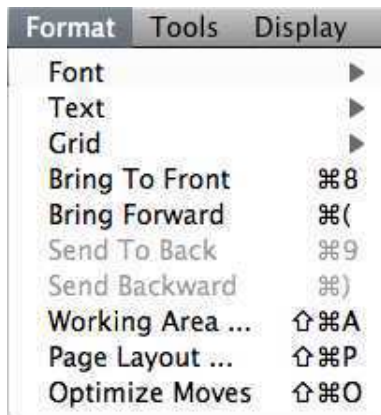 Format Tools Display
Font ▶
Text ▶
Grid ▶
Bring To Front ⌘8
Bring Forward ⌘(
Send To Back ⌘9
Send Backward ⌘)
Working Area ... ⇧⌘A
Page Layout ... ⇧⌘P
Optimize Moves ⇧⌘O